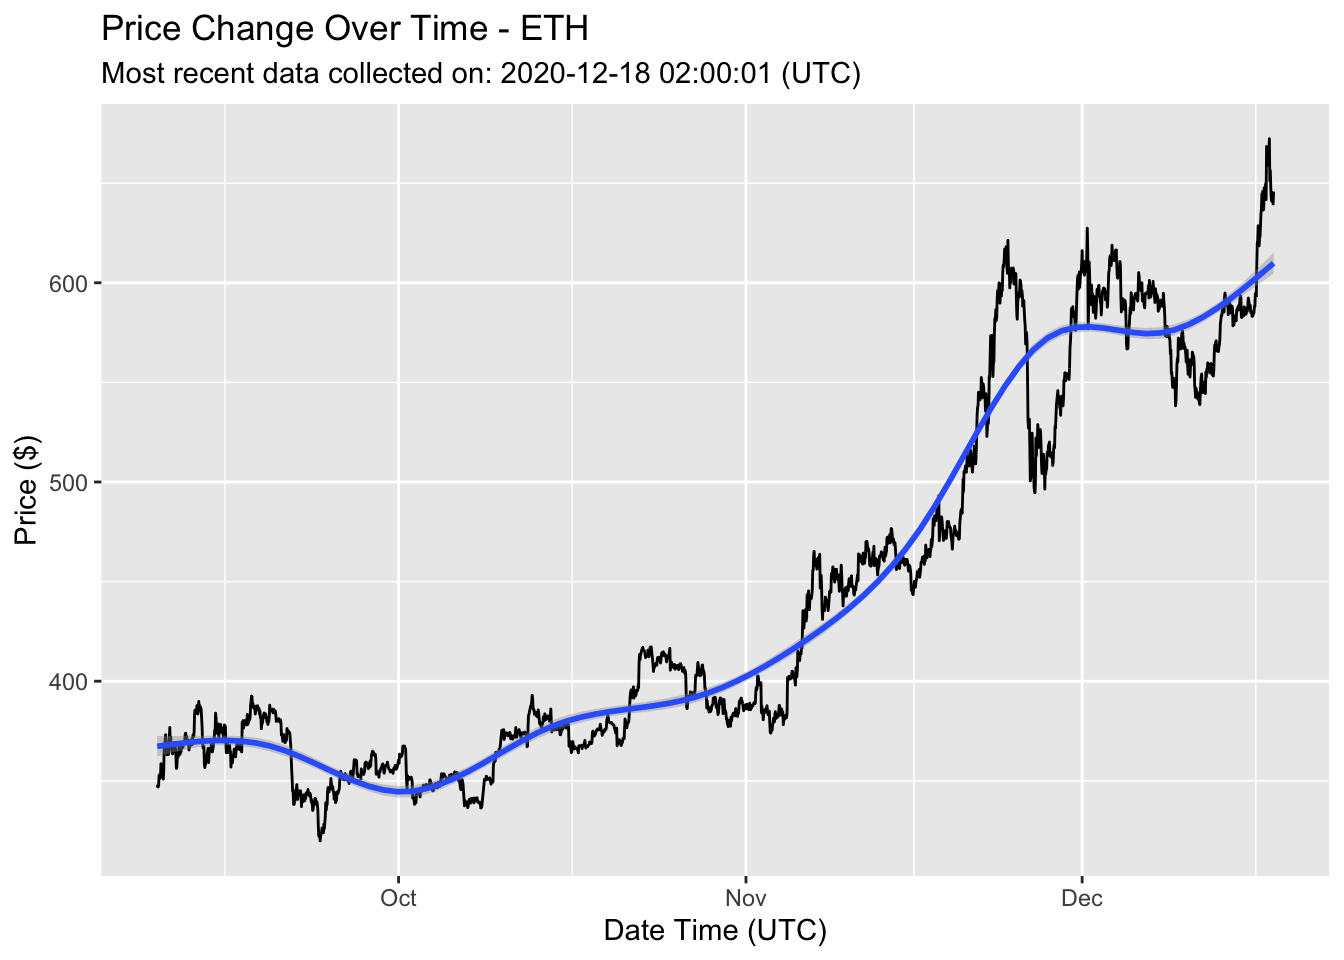 Price Change Over Time - ETH
Most recent data collected on: 2020-12-18 02:00:01 (UTC)
Price ($)
600
500
400
Oct
Nov
Dec
Date Time (UTC)